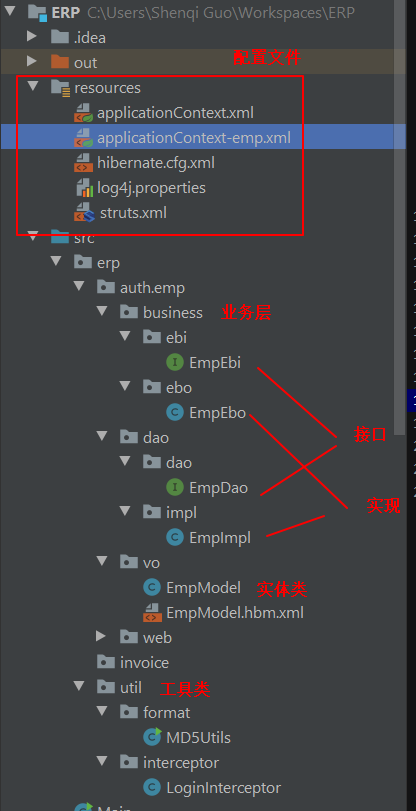 ERP C:\Users\Shenqi Guo\Workspaces\ERP
.idea
out 配置文件
resources
applicationContext.xml
applicationContext-emp.xml
hibernate.cfg.xml
log4j.properties
struts.xml
src
erp
auth.emp
business 业务层
ebi
EmpEbi
ebo
EmpEbo
接口
dao
dao
EmpDao
实现
impl
EmpImpl
vo
EmpModel 实体类
EmpModel.hbm.xml
web
invoice
util 工具类
format
MD5Utils
interceptor
LoginInterceptor